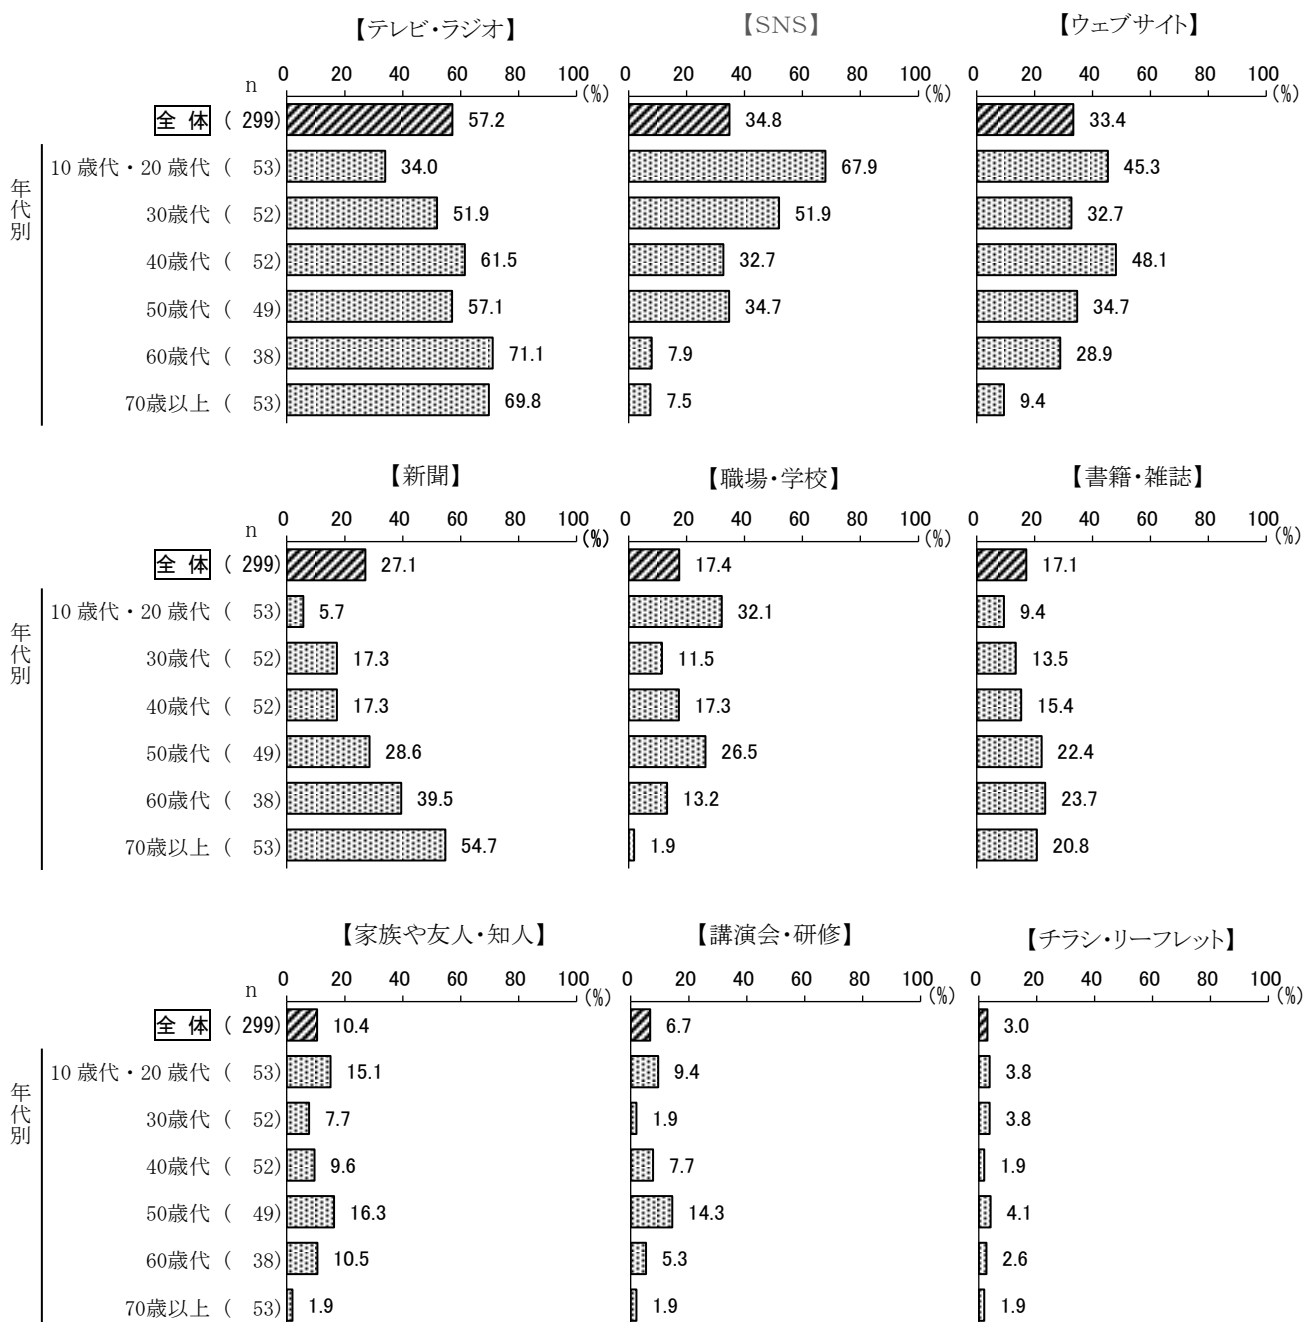 【テレビ・ラジオ】 【SNS】 【ウェブサイト】
n 0 20 40 60 80 100 (%) 0 20 40 60 80 100 (%) 0 20 40 60 80 100 (%)
全 体 ( 299) 57.2 34.8 33.4
年代別
10 歳代・20 歳代 ( 53) 34.0 67.9 45.3
30歳代 ( 52) 51.9 51.9 32.7
40歳代 ( 52) 61.5 32.7 48.1
50歳代 ( 49) 57.1 34.7 34.7
60歳代 ( 38) 71.1 7.9 28.9
70歳以上 ( 53) 69.8 7.5 9.4
【新聞】 【職場・学校】 【書籍・雑誌】
n 0 20 40 60 80 100 (%) 0 20 40 60 80 100 (%) 0 20 40 60 80 100 (%)
全 体 ( 299) 27.1 17.4 17.1
年代別
10 歳代・20 歳代 ( 53) 5.7 32.1 9.4
30歳代 ( 52) 17.3 11.5 13.5
40歳代 ( 52) 17.3 17.3 15.4
50歳代 ( 49) 28.6 26.5 22.4
60歳代 ( 38) 39.5 13.2 23.7
70歳以上 ( 53) 54.7 1.9 20.8
【家族や友人・知人】 【講演会・研修】 【チラシ・リーフレット】
n 0 20 40 60 80 100 (%) 0 20 40 60 80 100 (%) 0 20 40 60 80 100 (%)
全 体 ( 299) 10.4 6.7 3.0
年代別
10 歳代・20 歳代 ( 53) 15.1 9.4 3.8
30歳代 ( 52) 7.7 1.9 3.8
40歳代 ( 52) 9.6 7.7 1.9
50歳代 ( 49) 16.3 14.3 4.1
60歳代 ( 38) 10.5 5.3 2.6
70歳以上 ( 53) 1.9 1.9 1.9